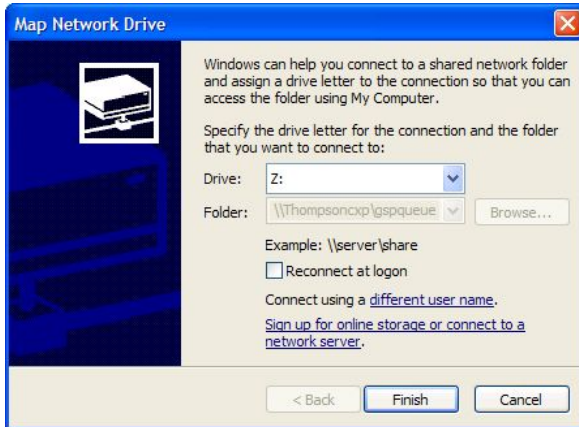 Map Network Drive
Windows can help you connect to a shared network folder
and assign a drive letter to the connection so that you can
access the folder using My Computer.
Specify the drive letter for the connection and the folder
that you want to connect to:
Drive: Z:
Folder: \\Thompsoncxp\gspqueue Browse...
Example: \\server\share
Reconnect at logon
Connect using a different user name.
Sign up for online storage or connect to a
network server.
< Back Finish Cancel